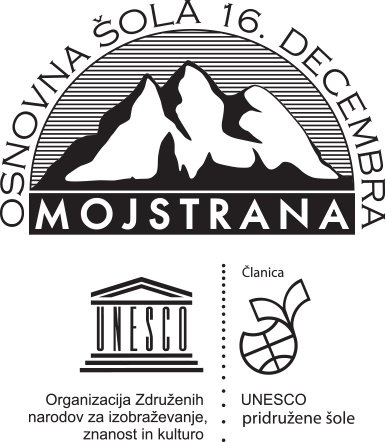 OSNOVNA ŠOLA 16. DECEMBRA
MOJSTRANA
UNESCO
Organizacija Združenih
narodov za izobraževanje,
znanost in kulturo
Članica
UNESCO
pridružene šole